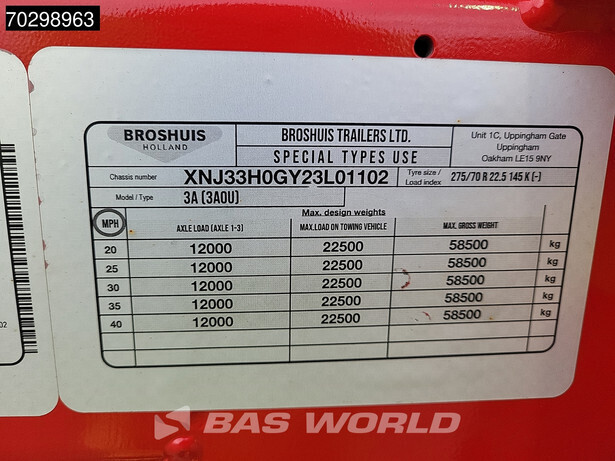 70298963
BROSHUIS
HOLLAND
BROSHUIS TRAILERS LTD.
SPECIAL TYPES USE
Unit 1C, Uppingham Gate
Uppingham
Oakham LE15 9NY
Chassis number XNJ33H0GY23L01102 Tyre size / Load index 275/70 R 22.5 145 K (-)
Model / Type 3A (3A0U)
Max. design weights
MPH AXLE LOAD (AXLE 1-3) MAX.LOAD ON TOWING VEHICLE MAX. GROSS WEIGHT
20 12000 22500 58500 kg
25 12000 22500 58500 kg
30 12000 22500 58500 kg
35 12000 22500 58500 kg
40 12000 22500 58500 kg
02
BAS WORLD